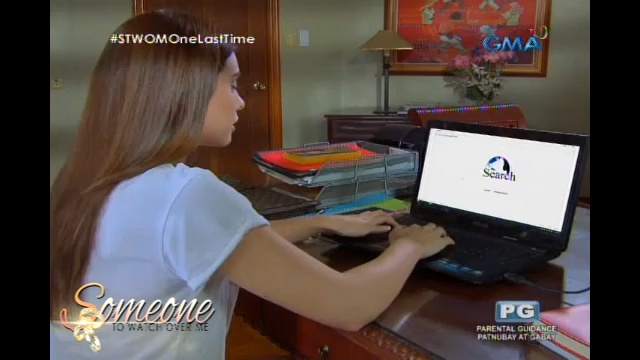 #STWOMOneLastTime
GMA
Search
SOMEONE
TO WATCH OVER ME
PG
PARENTAL GUIDANCE
PATNUBAY AT GABAY